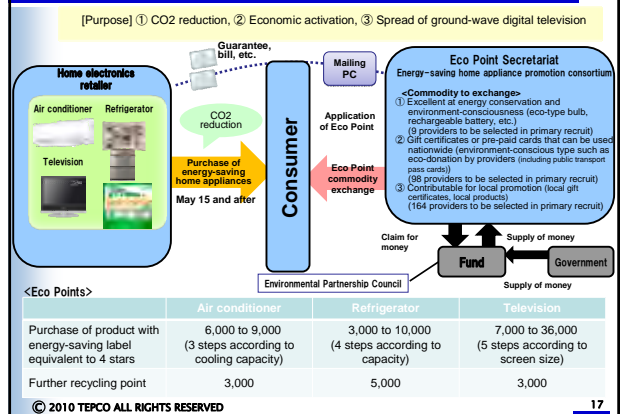 [Purpose] ① CO2 reduction, ② Economic activation, ③ Spread of ground-wave digital television
Guarantee,
bill, etc.
Mailing
PC
Home electronics
retailer
Air conditioner
Refrigerator
Television
CO2
reduction
Purchase of
energy-saving
home appliances
May 15 and after
Consumer
Application
of Eco Point
Eco Point
commodity
exchange
Eco Point Secretariat
Energy-saving home appliance promotion consortium
<Commodity to exchange>
① Excellent at energy conservation and
environment-consciousness (eco-type bulb,
rechargeable battery, etc.)
(9 providers to be selected in primary recruit)
② Gift certificates or pre-paid cards that can be used
nationwide (environment-conscious type such as
eco-donation by providers (including public transport
pass cards))
(98 providers to be selected in primary recruit)
③ Contributable for local promotion (local gift
certificates, local products)
(164 providers to be selected in primary recruit)
Claim for
money
Supply of money
Fund
Government
Supply of money
Environmental Partnership Council
<Eco Points>
Air conditioner Refrigerator Television
Purchase of product with
energy-saving label
equivalent to 4 stars
6,000 to 9,000
(3 steps according to
cooling capacity)
3,000 to 10,000
(4 steps according to
capacity)
7,000 to 36,000
(5 steps according to
screen size)
Further recycling point 3,000 5,000 3,000
© 2010 TEPCO ALL RIGHTS RESERVED
17